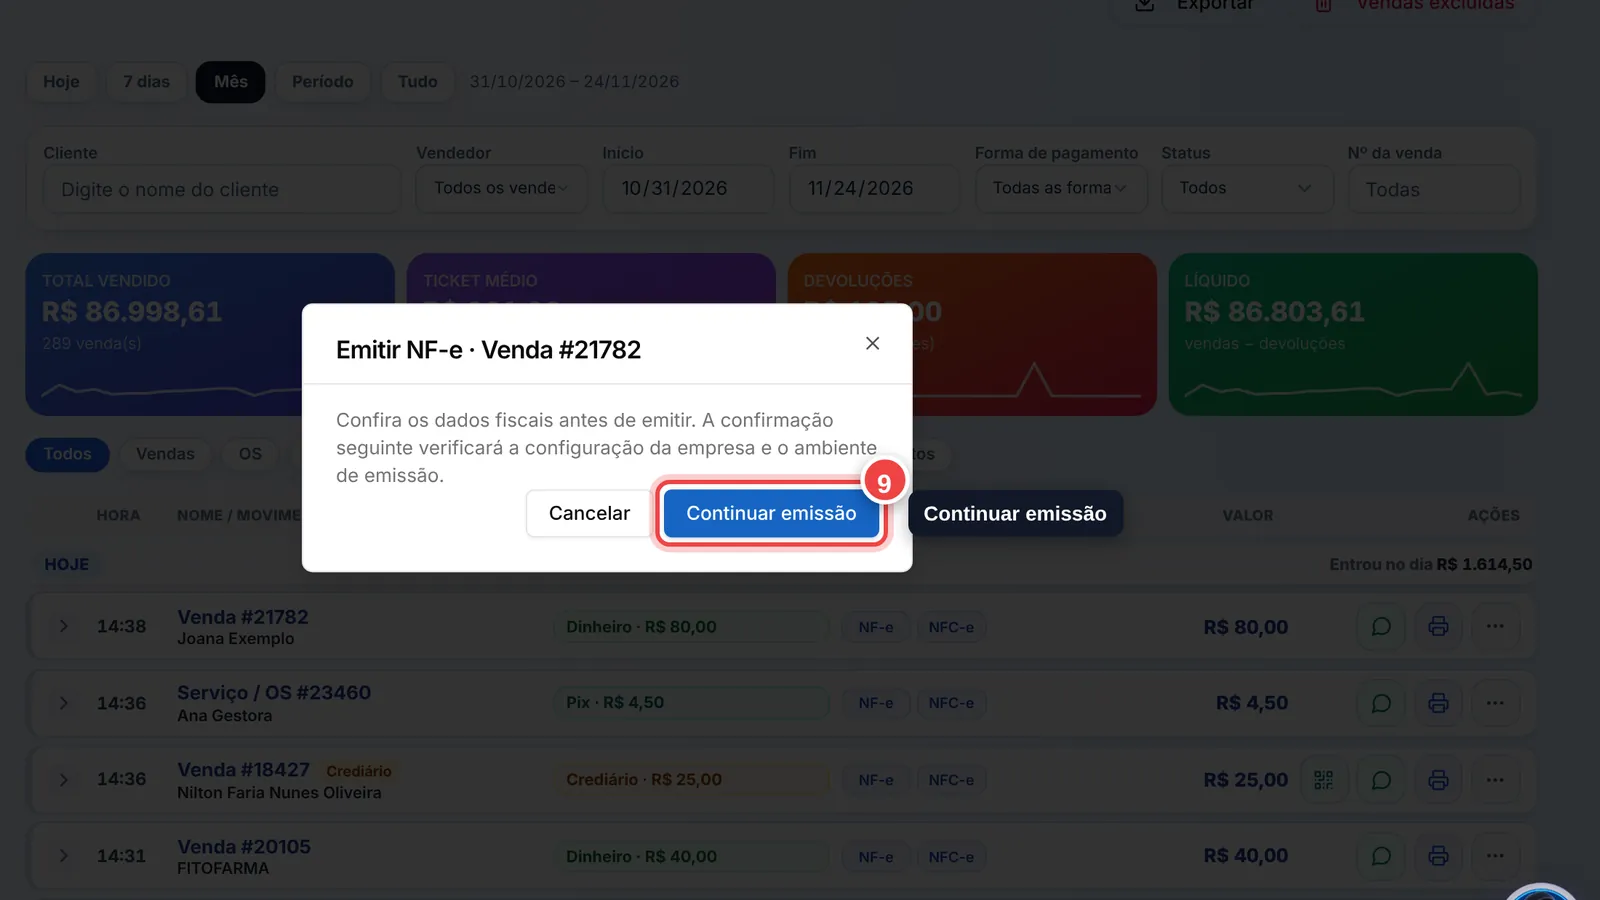 Exportar
Vendas excluídas
Hoje
7 dias
Mês
Período
Tudo
31/10/2026 – 24/11/2026
Cliente
Vendedor
Início
Fim
Forma de pagamento
Status
Nº da venda
Digite o nome do cliente
Todos os vende
10/31/2026
11/24/2026
Todas as forma
Todos
Todas
TOTAL VENDIDO
R$ 86.998,61
289 venda(s)
TICKET MÉDIO
DEVOLUÇÕES
LÍQUIDO
R$ 86.803,61
vendas – devoluções
Emitir NF-e · Venda #21782
Confira os dados fiscais antes de emitir. A confirmação
seguinte verificará a configuração da empresa e o ambiente
de emissão.
Cancelar
Continuar emissão
9
Continuar emissão
Todos
Vendas
OS
HORA
NOME / MOVIME
VALOR
AÇÕES
HOJE
Entrou no dia R$ 1.614,50
14:38
Venda #21782
Joana Exemplo
Dinheiro · R$ 80,00
NF-e
NFC-e
R$ 80,00
14:36
Serviço / OS #23460
Ana Gestora
Pix · R$ 4,50
NF-e
NFC-e
R$ 4,50
14:36
Venda #18427
Crediário
Nilton Faria Nunes Oliveira
Crediário · R$ 25,00
NF-e
NFC-e
R$ 25,00
14:31
Venda #20105
FITOFARMA
Dinheiro · R$ 40,00
NF-e
NFC-e
R$ 40,00